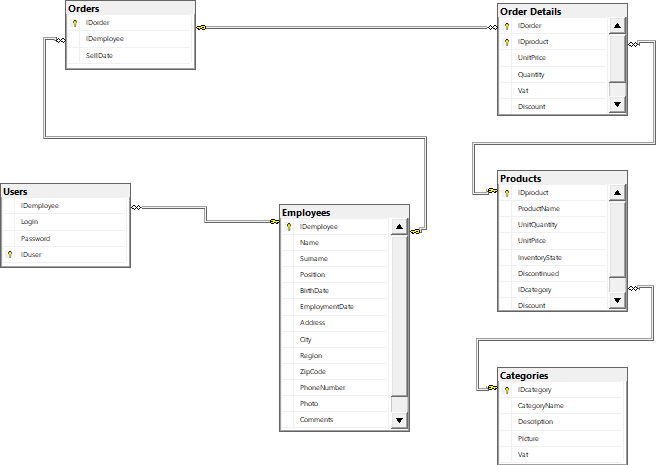 Orders
IDorder
IDemployee
SellDate
Order Details
IDorder
IDproduct
UnitPrice
Quantity
Vat
Discount
Users
IDemployee
Login
Password
IDuser
Employees
IDemployee
Name
Surname
Position
BirthDate
EmploymentDate
Address
City
Region
ZipCode
PhoneNumber
Photo
Comments
Products
IDproduct
ProductName
UnitQuantity
UnitPrice
InventoryState
Discontinued
IDcategory
Discount
Categories
IDcategory
CategoryName
Description
Picture
Vat